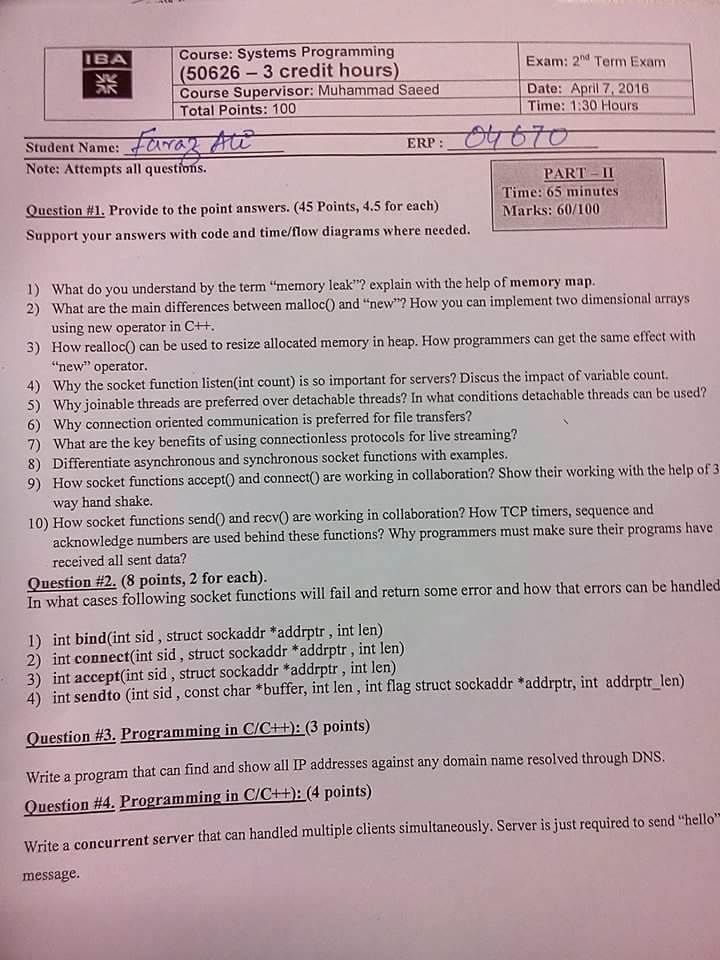 IBA
Course: Systems Programming
(50626 – 3 credit hours)
Course Supervisor: Muhammad Saeed
Total Points: 100
Exam: 2nd Term Exam
Date: April 7, 2016
Time: 1:30 Hours
Student Name: Faraz Ali ERP : 04670
Note: Attempts all questions.
PART – II
Time: 65 minutes
Marks: 60/100
Question #1. Provide to the point answers. (45 Points, 4.5 for each)
Support your answers with code and time/flow diagrams where needed.
1) What do you understand by the term “memory leak”? explain with the help of memory map.
2) What are the main differences between malloc() and “new”? How you can implement two dimensional arrays
using new operator in C++.
3) How realloc() can be used to resize allocated memory in heap. How programmers can get the same effect with
“new” operator.
4) Why the socket function listen(int count) is so important for servers? Discus the impact of variable count.
5) Why joinable threads are preferred over detachable threads? In what conditions detachable threads can be used?
6) Why connection oriented communication is preferred for file transfers?
7) What are the key benefits of using connectionless protocols for live streaming?
8) Differentiate asynchronous and synchronous socket functions with examples.
9) How socket functions accept() and connect() are working in collaboration? Show their working with the help of 3
way hand shake.
10) How socket functions send() and recv() are working in collaboration? How TCP timers, sequence and
acknowledge numbers are used behind these functions? Why programmers must make sure their programs have
received all sent data?
Question #2. (8 points, 2 for each).
In what cases following socket functions will fail and return some error and how that errors can be handled
1) int bind(int sid , struct sockaddr *addrptr , int len)
2) int connect(int sid , struct sockaddr *addrptr , int len)
3) int accept(int sid , struct sockaddr *addrptr , int len)
4) int sendto (int sid , const char *buffer, int len , int flag struct sockaddr *addrptr, int addrptr_len)
Question #3. Programming in C/C++): (3 points)
Write a program that can find and show all IP addresses against any domain name resolved through DNS.
Question #4. Programming in C/C++): (4 points)
Write a concurrent server that can handled multiple clients simultaneously. Server is just required to send “hello”
message.